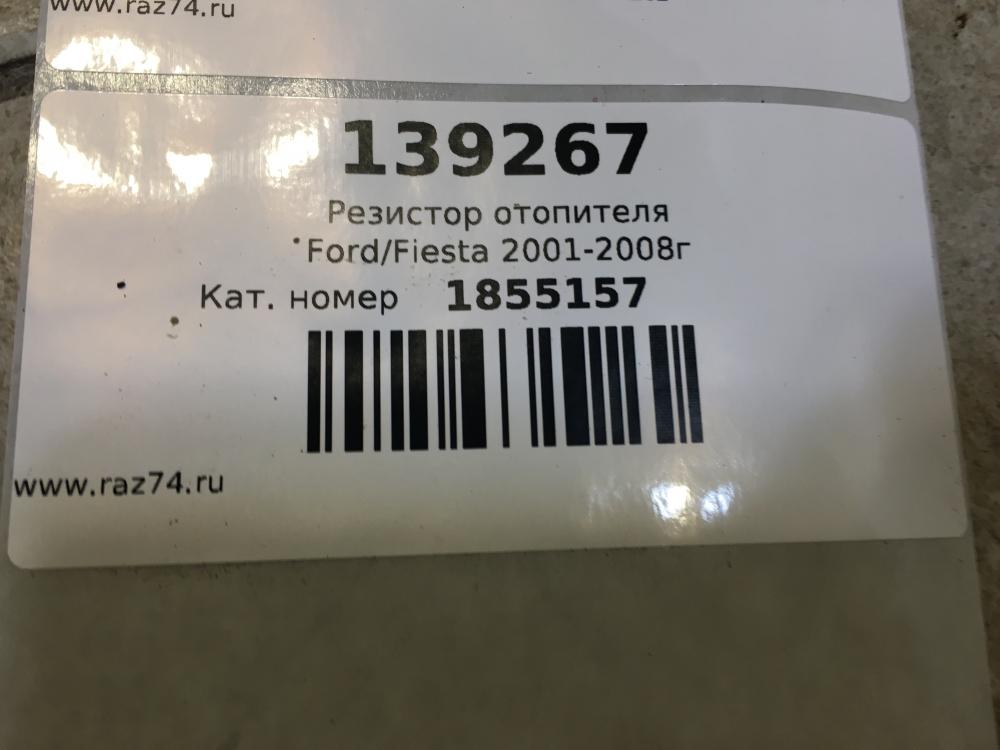 www.raz74.ru
139267
Резистор отопителя
Ford/Fiesta 2001-2008г
Кат. номер 1855157
www.raz74.ru